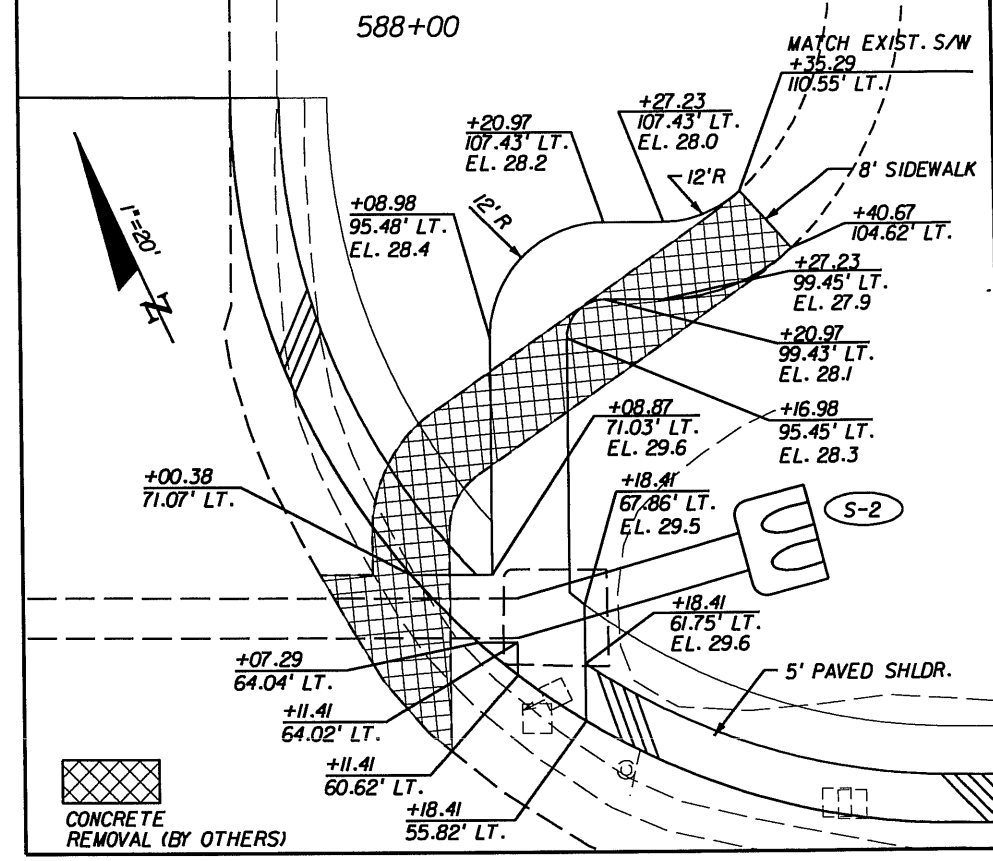 588+00
MATCH EXIST. S/W
+35.29
110.55' LT.
+27.23
107.43' LT.
EL. 28.0
+20.97
107.43' LT.
EL. 28.2
12'R
8' SIDEWALK
1"=20'
N
+08.98
95.48' LT.
EL. 28.4
12'R
+40.67
104.62' LT.
+27.23
99.45' LT.
EL. 27.9
+20.97
99.43' LT.
EL. 28.1
+08.87
71.03' LT.
EL. 29.6
+16.98
95.45' LT.
EL. 28.3
+00.38
71.07' LT.
+18.41
67.86' LT.
EL. 29.5
S-2
+18.41
61.75' LT.
EL. 29.6
+07.29
64.04' LT.
5' PAVED SHLDR.
+11.41
64.02' LT.
+11.41
60.62' LT.
+18.41
55.82' LT.
CONCRETE
REMOVAL (BY OTHERS)